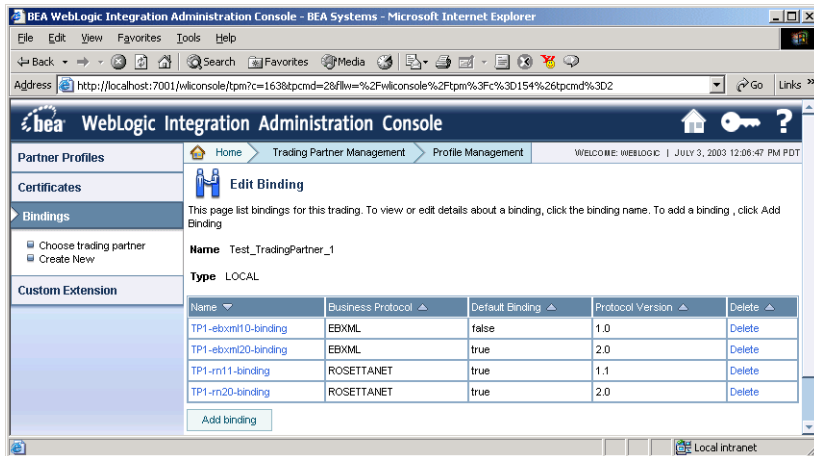 BEA WebLogic Integration Administration Console - BEA Systems - Microsoft Internet Explorer
File Edit View Favorites Tools Help
Back Search Favorites Media
Address http://localhost:7001/wliconsole/tpm?c=163&tpcmd=2&flw=%2Fwliconsole%2Ftpm%3Fc%3D154%26tpcmd%3D2 Go Links »
bea WebLogic Integration Administration Console ?
Partner Profiles
Certificates
Bindings
Choose trading partner
Create New
Custom Extension
Home Trading Partner Management Profile Management WELCOME: WEBLOGIC | JULY 3, 2003 12:06:47 PM PDT
Edit Binding
This page list bindings for this trading. To view or edit details about a binding, click the binding name. To add a binding , click Add
Binding
Name Test_TradingPartner_1
Type LOCAL
Name Business Protocol Default Binding Protocol Version Delete
TP1-ebxml10-binding EBXML false 1.0 Delete
TP1-ebxml20-binding EBXML true 2.0 Delete
TP1-rn11-binding ROSETTANET true 1.1 Delete
TP1-rn20-binding ROSETTANET true 2.0 Delete
Add binding
Local intranet